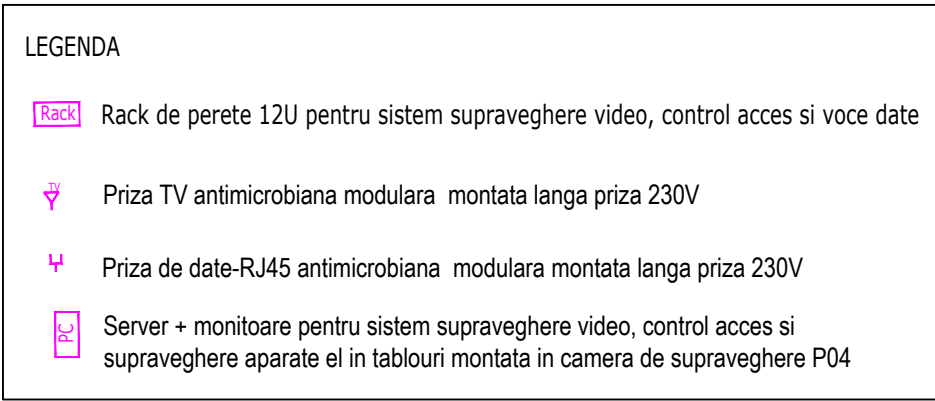 LEGENDA
Rack Rack de perete 12U pentru sistem supraveghere video, control acces si voce date
TV Priza TV antimicrobiana modulara montata langa priza 230V
Priza de date-RJ45 antimicrobiana modulara montata langa priza 230V
PC Server + monitoare pentru sistem supraveghere video, control acces si
supraveghere aparate el in tablouri montata in camera de supraveghere P04